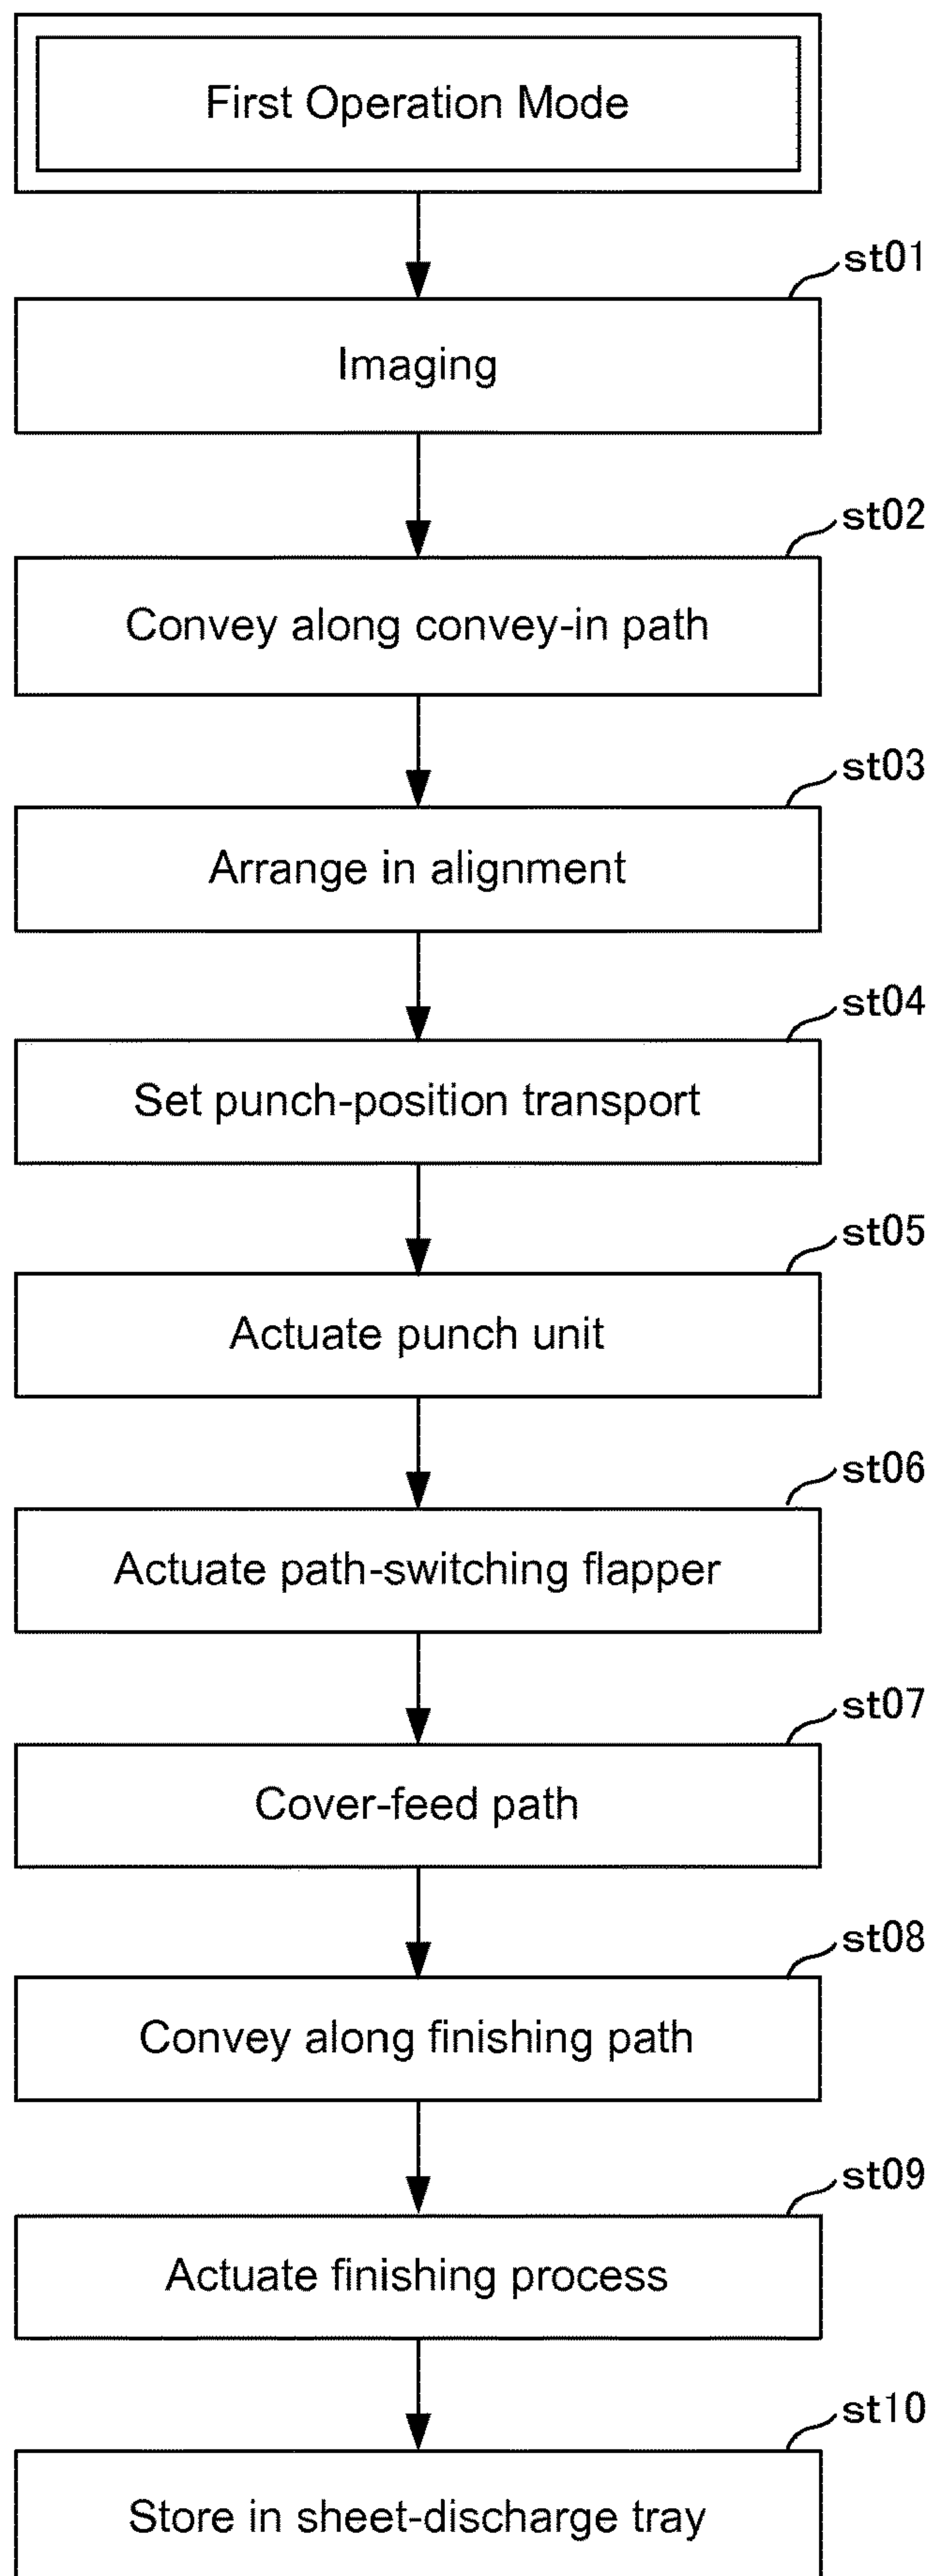 First Operation Mode
st01
Imaging
st02
Convey along convey-in path
st03
Arrange in alignment
st04
Set punch-position transport
st05
Actuate punch unit
st06
Actuate path-switching flapper
st07
Cover-feed path
st08
Convey along finishing path
st09
Actuate finishing process
st10
Store in sheet-discharge tray